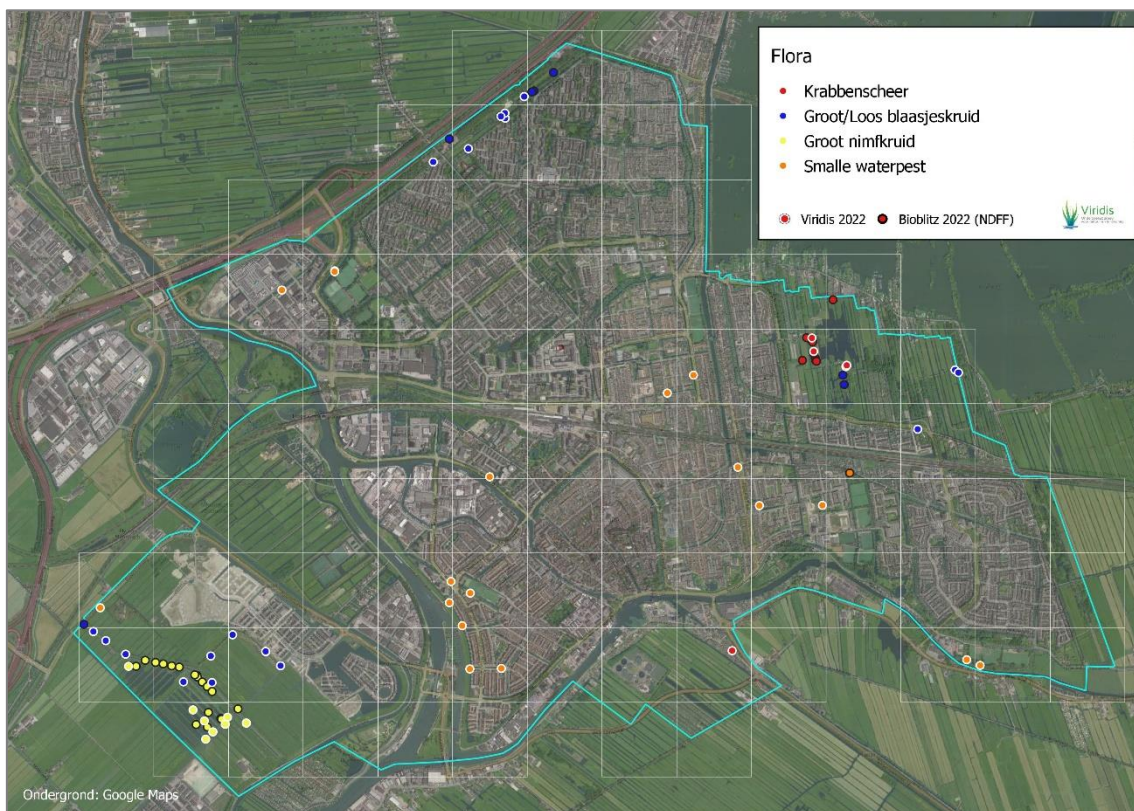 Flora
Krabbenscheer
Groot/Loos blaasjeskruid
Groot nimfkruid
Smalle waterpest
Viridis 2022
Bioblitz 2022 (NDFF)
Viridis
Ondergrond: Google Maps